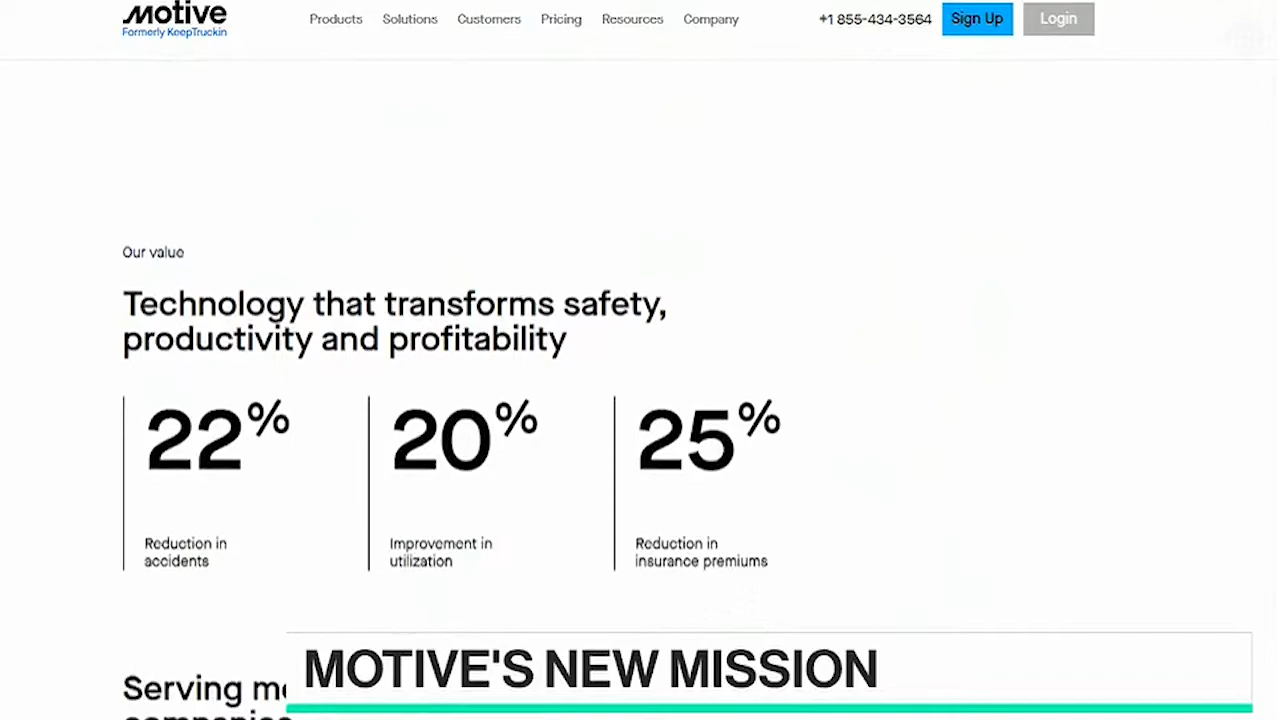 Motive
Formerly KeepTruckin
Products Solutions Customers Pricing Resources Company +1 855-434-3564 Sign Up Login
Our value
Technology that transforms safety,
productivity and profitability
22% 20% 25%
Reduction in accidents
Improvement in utilization
Reduction in insurance premiums
Serving
MOTIVE'S NEW MISSION